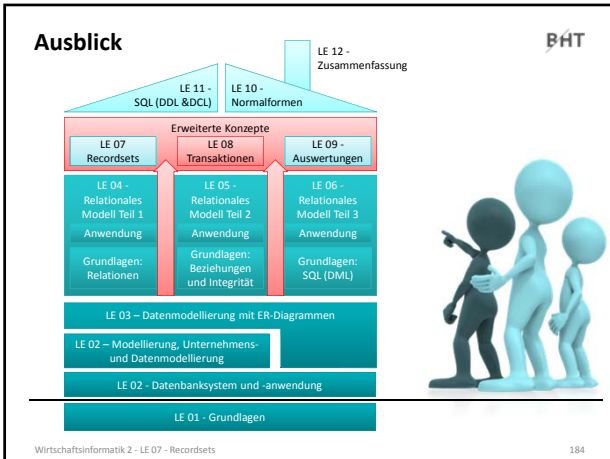 Ausblick
BHT
LE 12 -
Zusammenfassung
LE 11 -
SQL (DDL &DCL)
LE 10 -
Normalformen
Erweiterte Konzepte
LE 07
Recordsets
LE 08
Transaktionen
LE 09 -
Auswertungen
LE 04 -
Relationales
Modell Teil 1
Anwendung
Grundlagen:
Relationen
LE 05 -
Relationales
Modell Teil 2
Anwendung
Grundlagen:
Beziehungen
und Integrität
LE 06 -
Relationales
Modell Teil 3
Anwendung
Grundlagen:
SQL (DML)
LE 03 – Datenmodellierung mit ER-Diagrammen
LE 02 – Modellierung, Unternehmens-
und Datenmodellierung
LE 02 - Datenbanksystem und -anwendung
LE 01 - Grundlagen
Wirtschaftsinformatik 2 - LE 07 - Recordsets
184